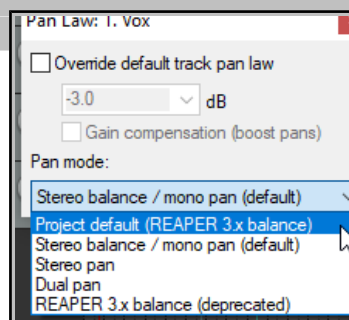 Pan Law: 1. Vox
Override default track pan law
-3.0 dB
Gain compensation (boost pans)
Pan mode:
Stereo balance / mono pan (default)
Project default (REAPER 3.x balance)
Stereo balance / mono pan (default)
Stereo pan
Dual pan
REAPER 3.x balance (deprecated)